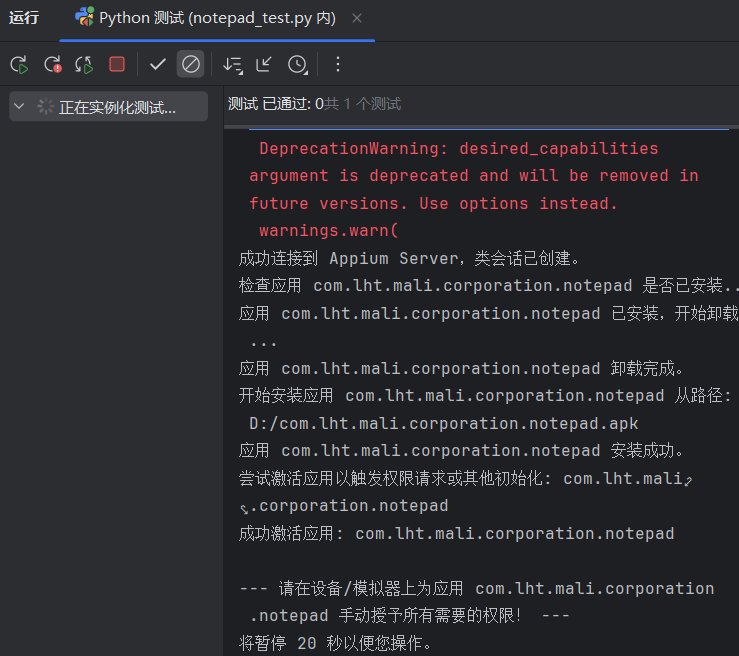 运行
Python 测试 (notepad_test.py 内)
正在实例化测试...
测试 已通过: 0共 1 个测试
DeprecationWarning: desired_capabilities
argument is deprecated and will be removed in
future versions. Use options instead.
warnings.warn(
成功连接到 Appium Server，类会话已创建。
检查应用 com.lht.mali.corporation.notepad 是否已安装..
应用 com.lht.mali.corporation.notepad 已安装，开始卸载
...
应用 com.lht.mali.corporation.notepad 卸载完成。
开始安装应用 com.lht.mali.corporation.notepad 从路径:
D:/com.lht.mali.corporation.notepad.apk
应用 com.lht.mali.corporation.notepad 安装成功。
尝试激活应用以触发权限请求或其他初始化: com.lht.mali
.corporation.notepad
成功激活应用: com.lht.mali.corporation.notepad
--- 请在设备/模拟器上为应用 com.lht.mali.corporation
.notepad 手动授予所有需要的权限！ ---
将暂停 20 秒以便您操作。